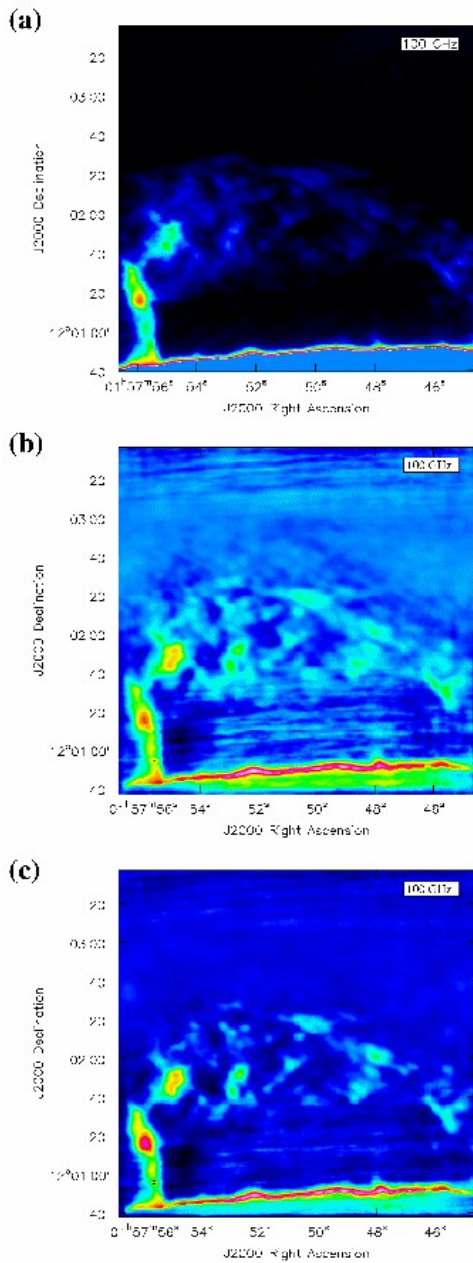 (a)
100 GHz
20
03 00
40
20
02 00
40
20
12°01 00'
40
01ʰ57ᵐ56ˢ 54ˢ 52ˢ 50ˢ 48ˢ 46ˢ
J2000 Declination
J2000 Right Ascension
(b)
100 GHz
20
03 00
40
20
02 00
40
20
12°01 00'
40
0ʰ57ᵐ56ˢ 54ˢ 52ˢ 50ˢ 48ˢ 46ˢ
J2000 Declination
J2000 Right Ascension
(c)
100 GHz
20
03 00
40
20
02 00
40
20
12°01 00'
40
01ʰ57ᵐ56ˢ 54ˢ 52ˢ 50ˢ 48ˢ 46ˢ
J2000 Declination
J2000 Right Ascension